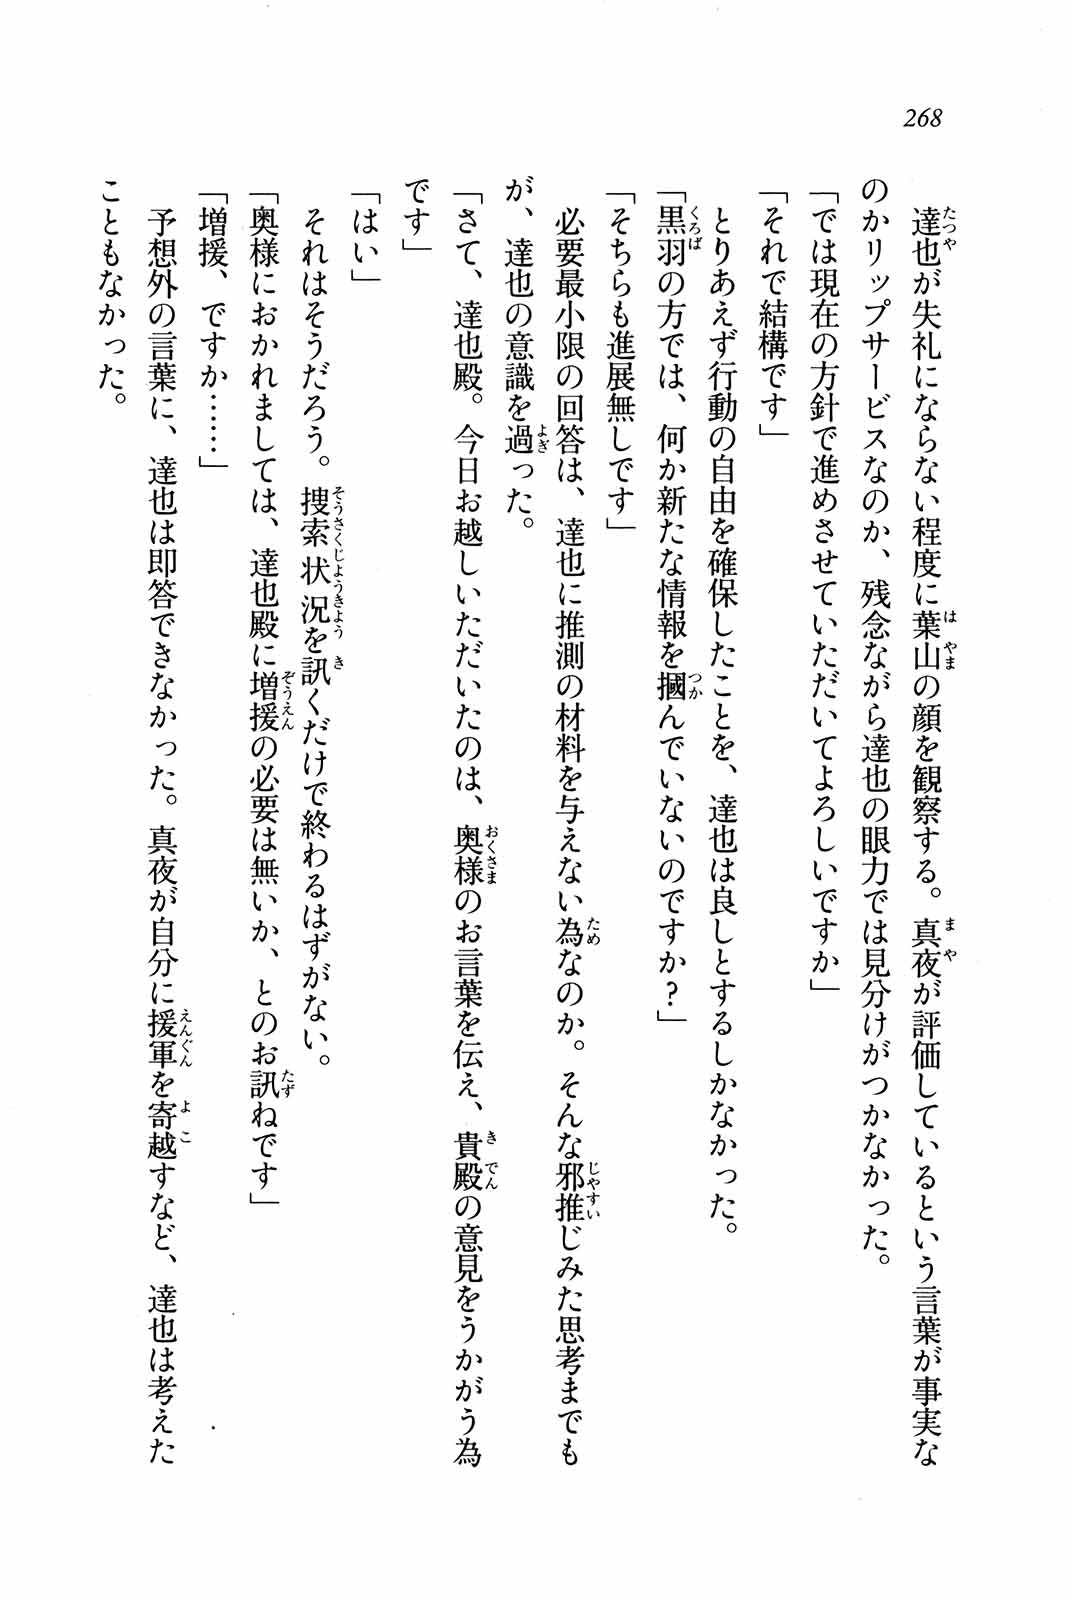 268
達也が失礼にならない程度に葉山の顔を観察する。真夜が評価しているという言葉が事実な
のかリップサービスなのか、残念ながら達也の眼力では見分けがつかなかった。
「では現在の方針で進めさせていただいてよろしいですか」
「それで結構です」
とりあえず行動の自由を確保したことを、達也は良しとするしかなかった。
「黒羽の方では、何か新たな情報を摑んでいないのですか?」
「そちらも進展無しです」
必要最小限の回答は、達也に推測の材料を与えない為なのか。そんな邪推じみた思考までも
が、達也の意識を過った。
「さて、達也殿。今日お越しいただいたのは、奥様のお言葉を伝え、貴殿の意見をうかがう為
です」
「はい」
それはそうだろう。捜索状況を訊くだけで終わるはずがない。
「奥様におかれましては、達也殿に増援の必要は無いか、とのお訊ねです」
「増援、ですか……」
予想外の言葉に、達也は即答できなかった。真夜が自分に援軍を寄越すなど、達也は考えた
こともなかった。